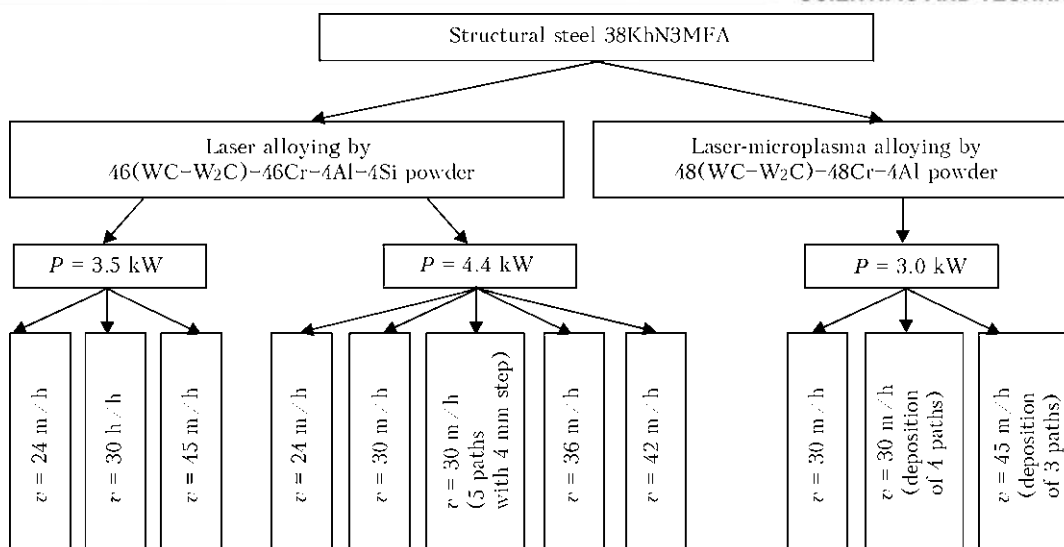 Structural steel 38KhN3MFA
Laser alloying by
46(WC–W₂C)–46Cr–4Al–4Si powder
Laser-microplasma alloying by
48(WC–W₂C)–48Cr–4Al powder
P = 3.5 kW
P = 4.4 kW
P = 3.0 kW
v = 24 m/h
v = 30 h/h
v = 45 m/h
v = 24 m/h
v = 30 m/h
v = 30 m/h
(5 paths
with 4 mm step)
v = 36 m/h
v = 42 m/h
v = 30 m/h
v = 30 m/h
(deposition
of 4 paths)
v = 45 m/h
(deposition
of 3 paths)